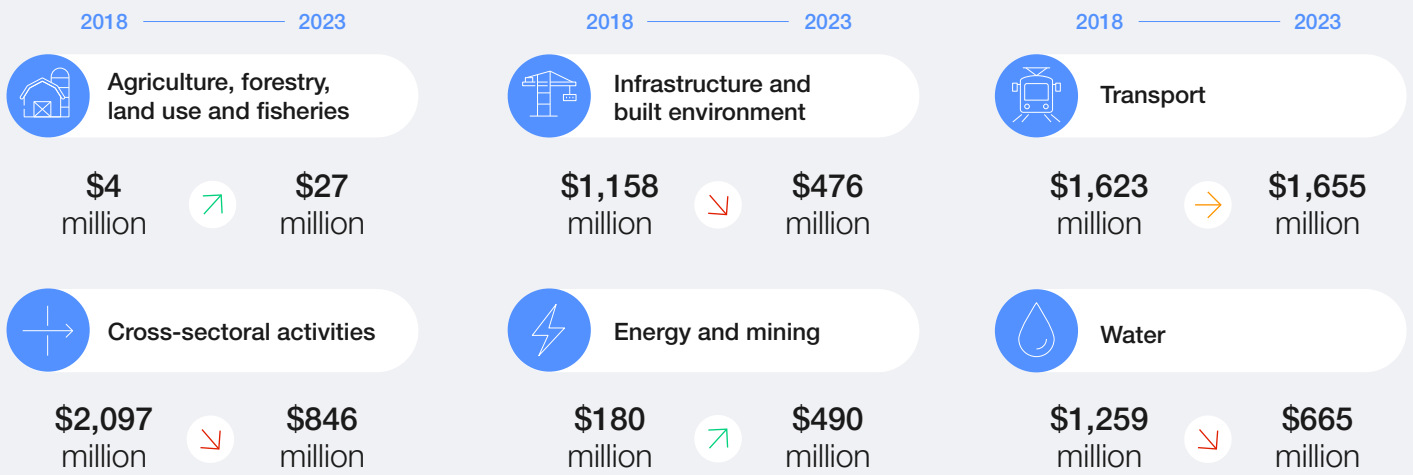 2018 2023
2018 2023
2018 2023
Agriculture, forestry,
land use and fisheries
$4
million
$27
million
Infrastructure and
built environment
$1,158
million
$476
million
Transport
$1,623
million
$1,655
million
Cross-sectoral activities
$2,097
million
$846
million
Energy and mining
$180
million
$490
million
Water
$1,259
million
$665
million